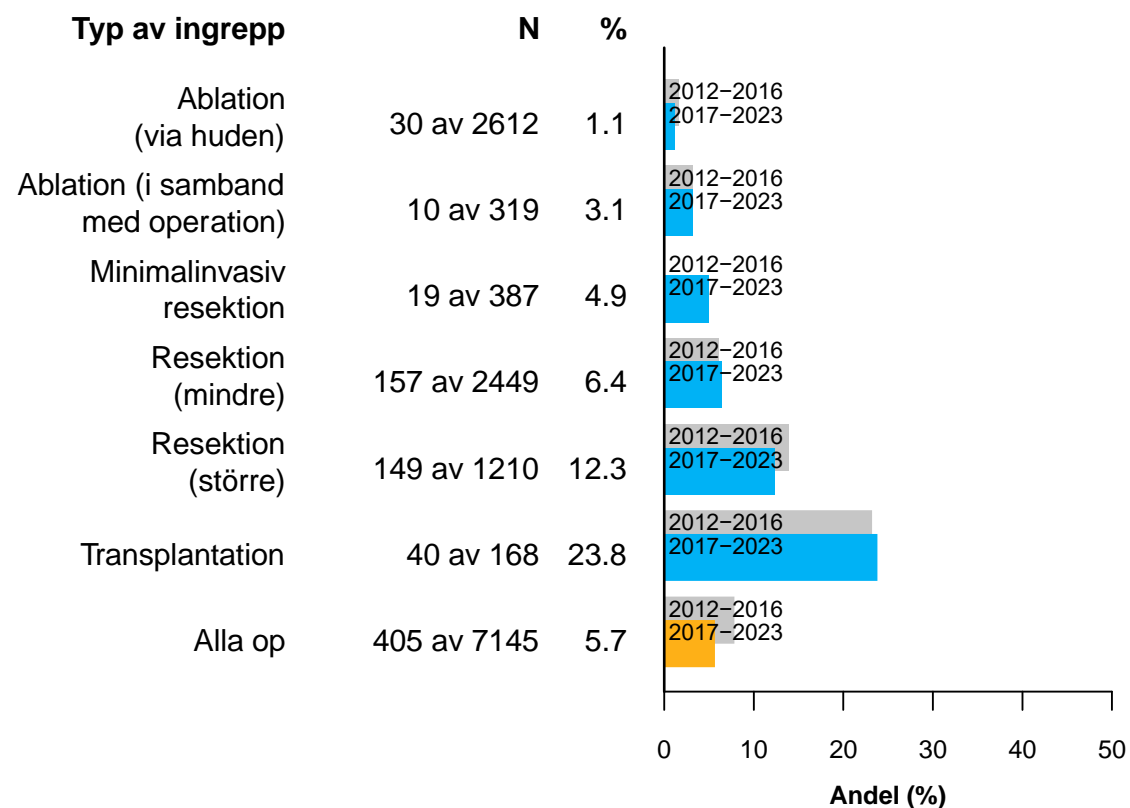 Typ av ingrepp N %
Ablation
(via huden) 30 av 2612 1.1
2012−2016
2017−2023
Ablation (i samband
med operation) 10 av 319 3.1
2012−2016
2017−2023
Minimalinvasiv
resektion 19 av 387 4.9
2012−2016
2017−2023
Resektion
(mindre) 157 av 2449 6.4
2012−2016
2017−2023
Resektion
(större) 149 av 1210 12.3
2012−2016
2017−2023
Transplantation 40 av 168 23.8
2012−2016
2017−2023
Alla op 405 av 7145 5.7
2012−2016
2017−2023
0 10 20 30 40 50
Andel (%)